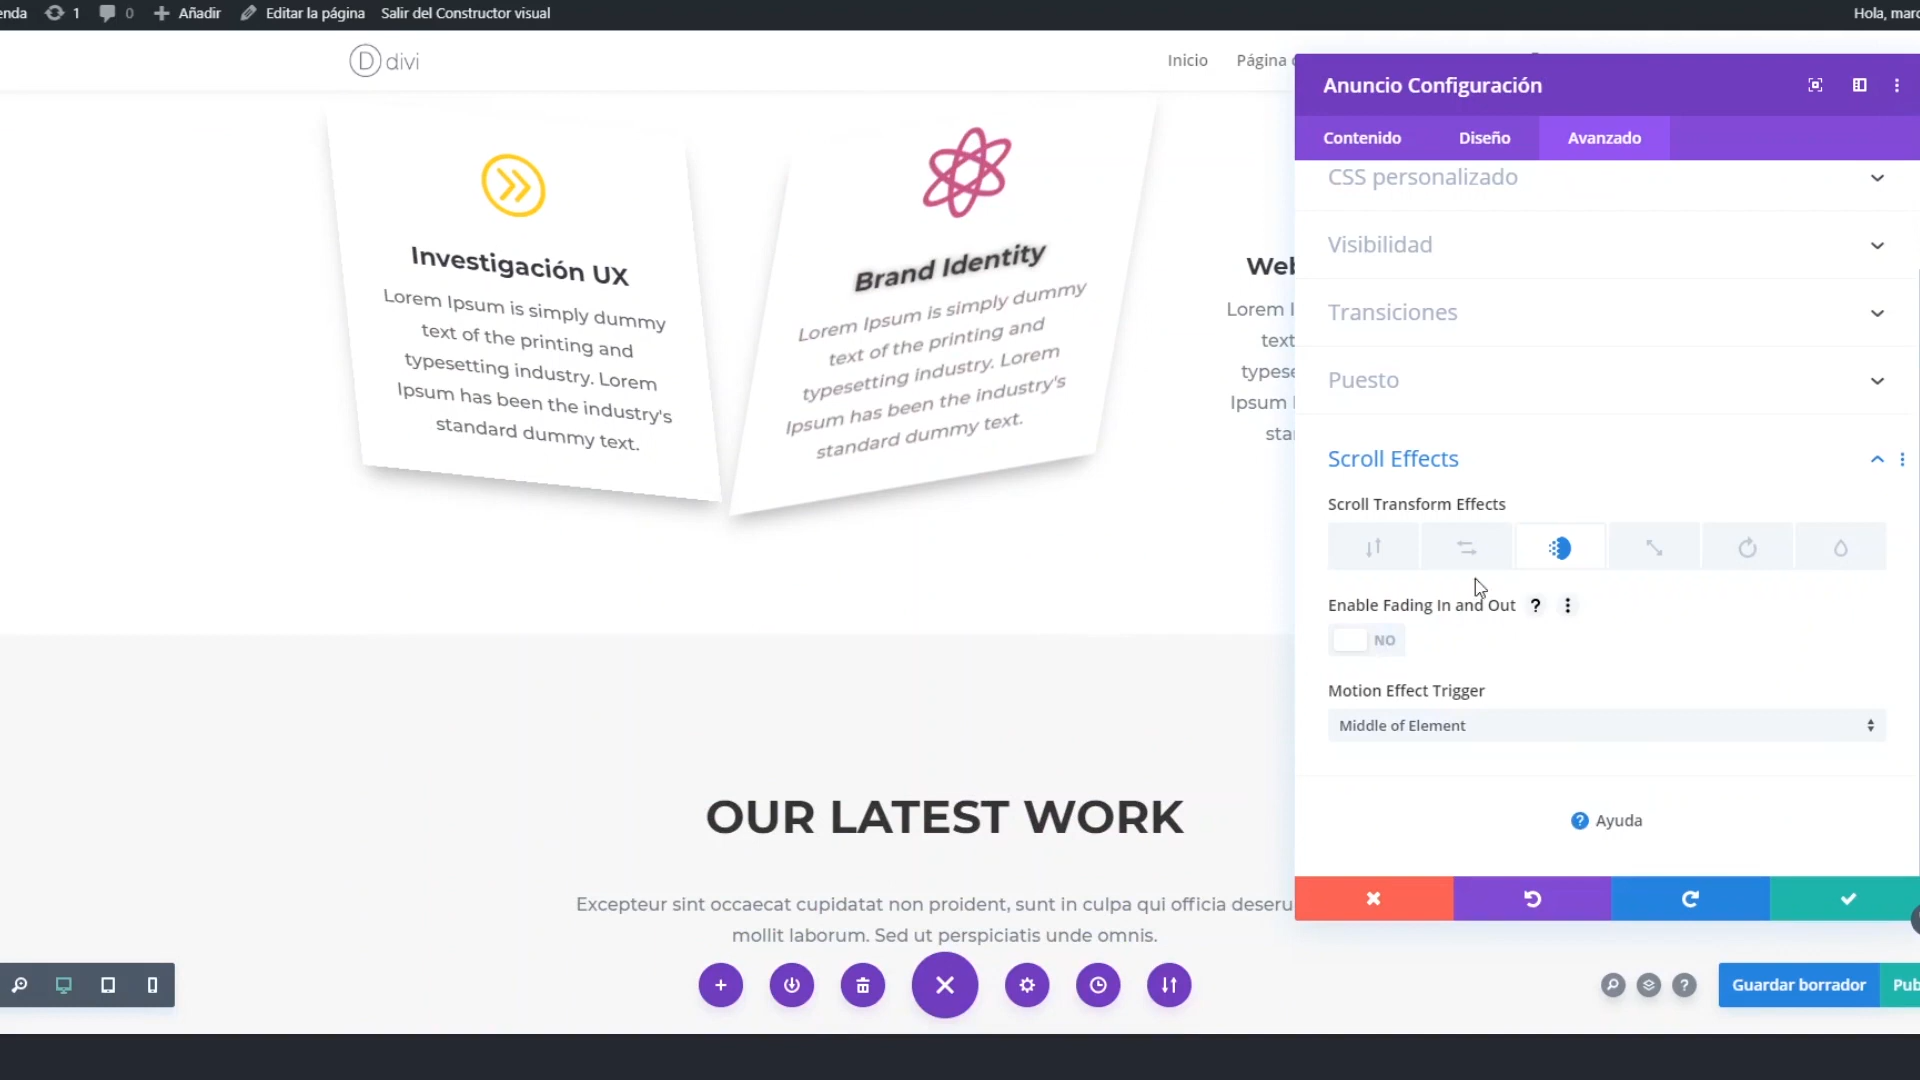 enda 1 0 Añadir Editar la página Salir del Constructor visual
Hola, marc
D divi
Inicio
Página
Investigación UX
Lorem Ipsum is simply dummy
text of the printing and
typesetting industry. Lorem
Ipsum has been the industry's
standard dummy text.
Brand Identity
Lorem Ipsum is simply dummy
text of the printing and
typesetting industry. Lorem
Ipsum has been the industry's
standard dummy text.
Web
Lorem I
text
typese
Ipsum
sta
Anuncio Configuración
Contenido Diseño Avanzado
CSS personalizado
Visibilidad
Transiciones
Puesto
Scroll Effects
Scroll Transform Effects
Enable Fading In and Out ?
NO
Motion Effect Trigger
Middle of Element
? Ayuda
OUR LATEST WORK
Excepteur sint occaecat cupidatat non proident, sunt in culpa qui officia deseru
mollit laborum. Sed ut perspiciatis unde omnis.
?
Guardar borrador
Pub